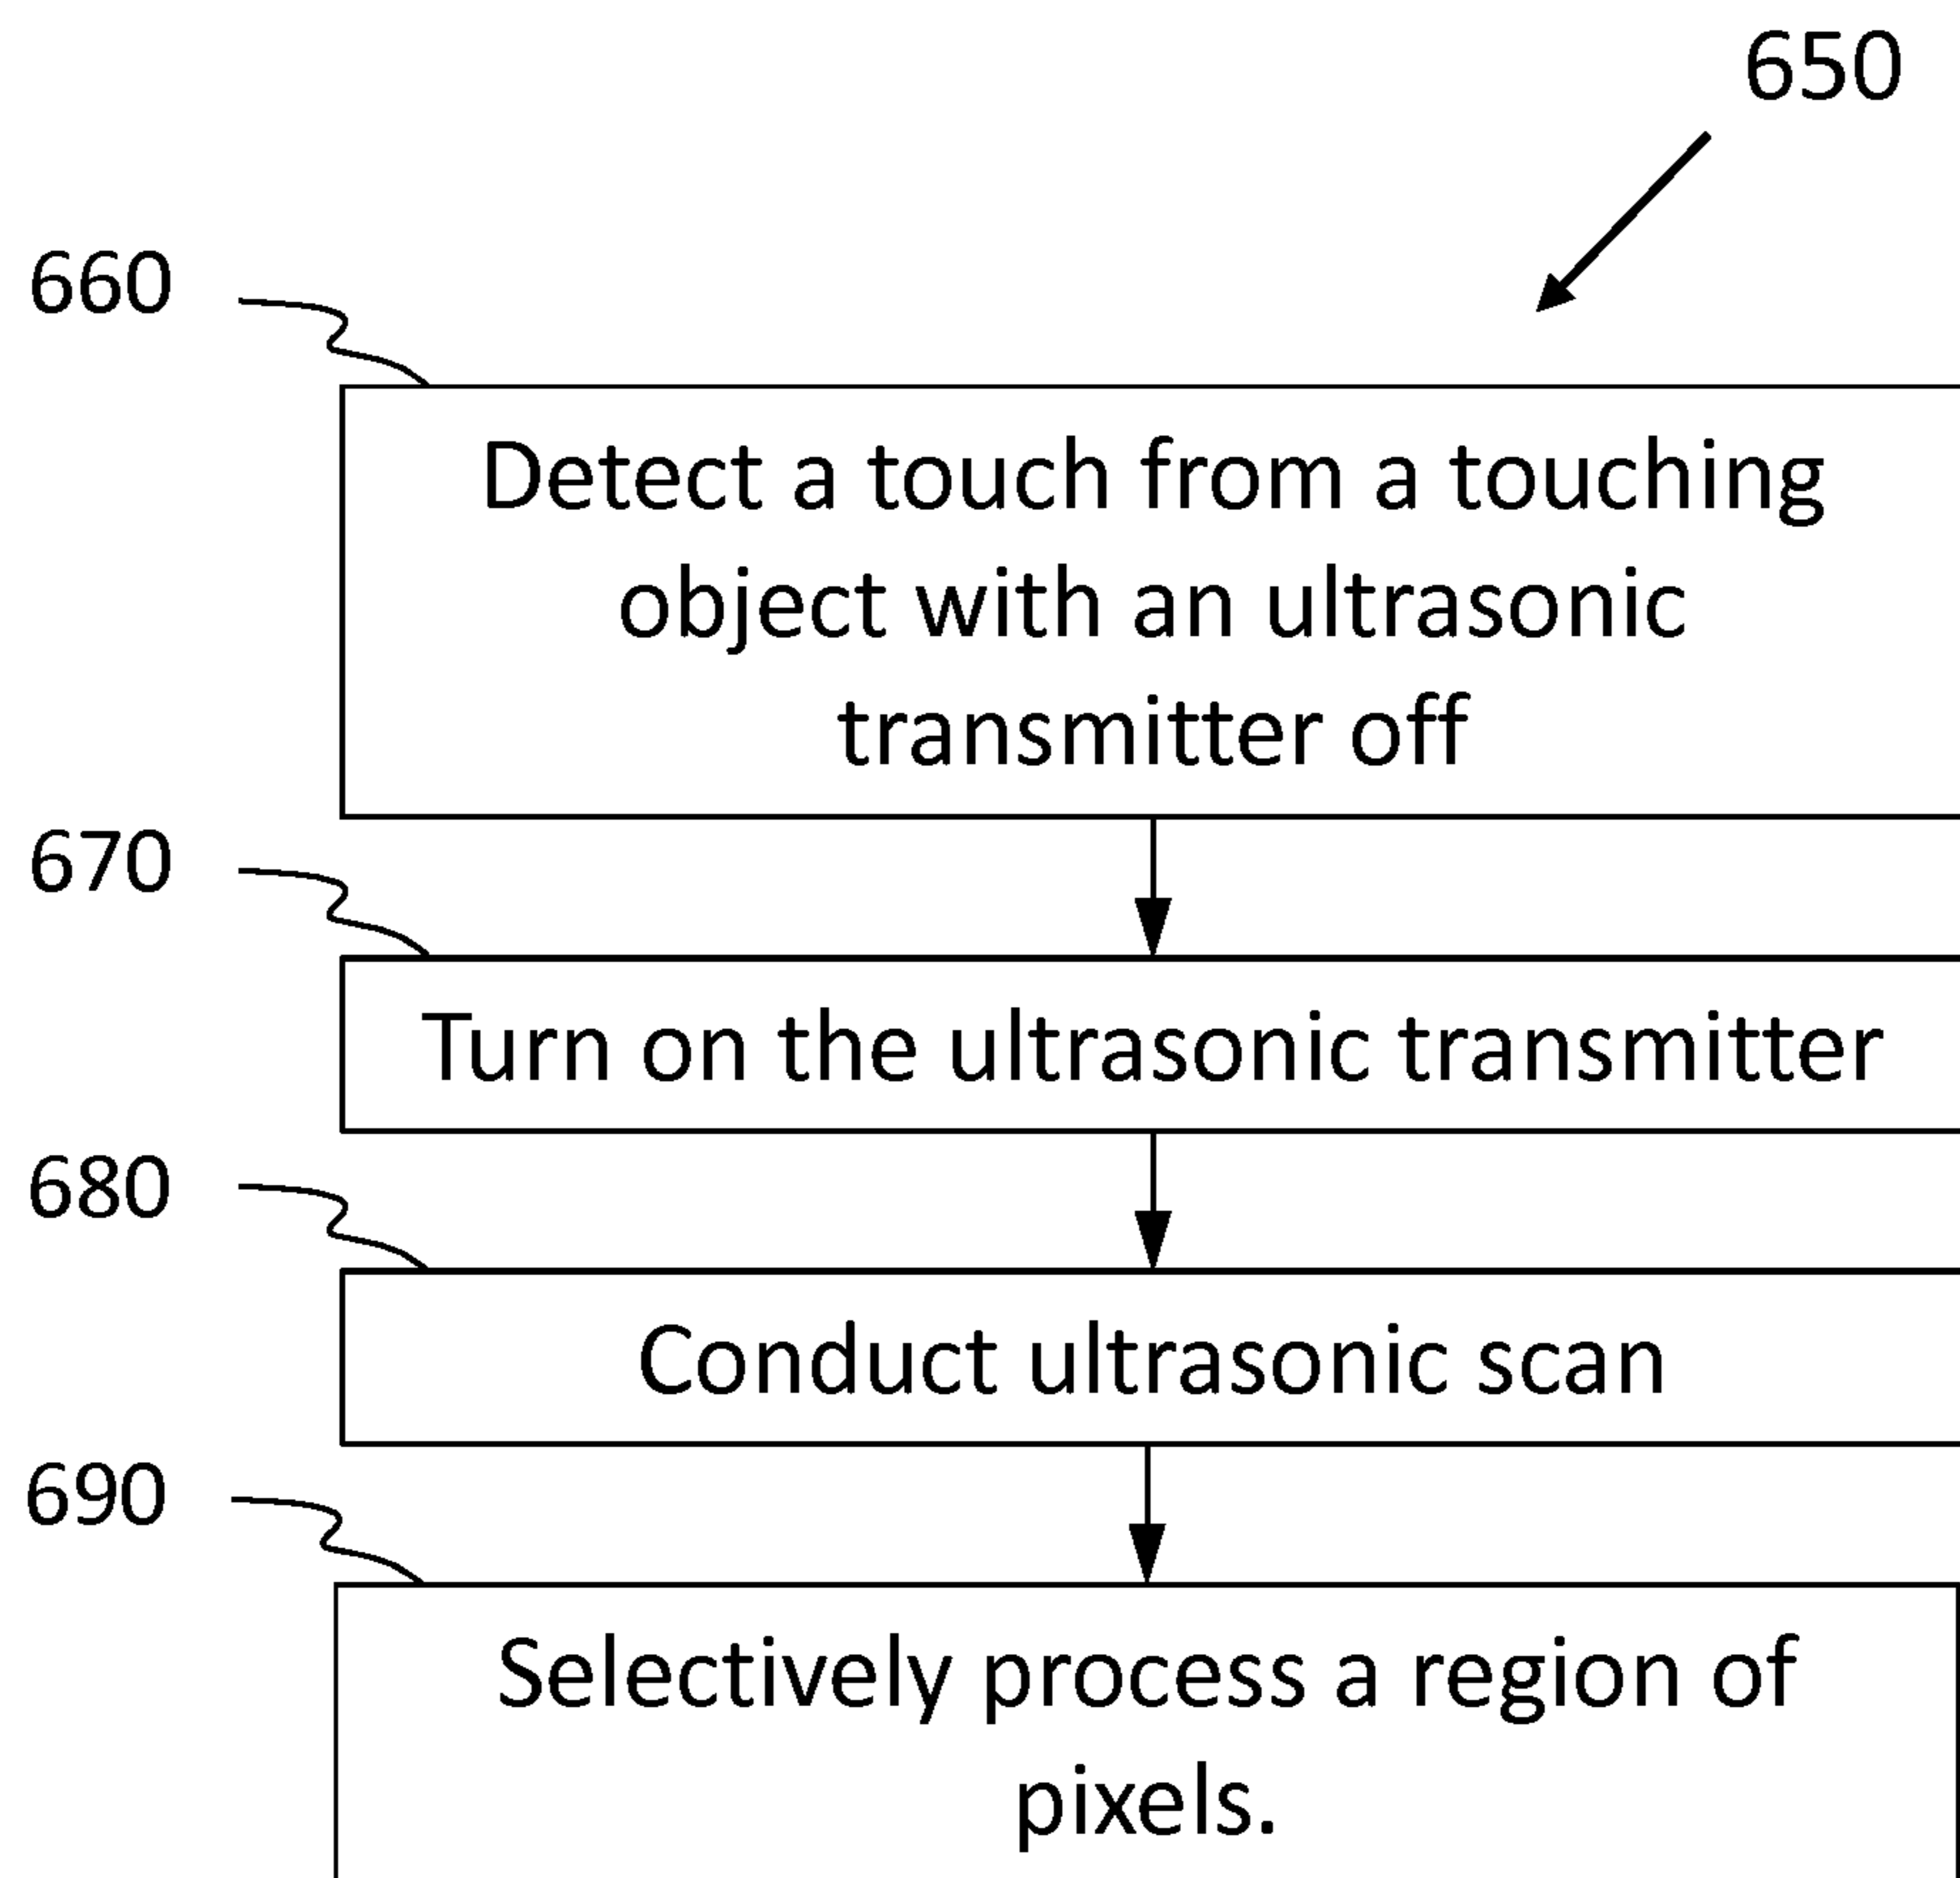 650
660
Detect a touch from a touching
object with an ultrasonic
transmitter off
670
Turn on the ultrasonic transmitter
680
Conduct ultrasonic scan
690
Selectively process a region of
pixels.